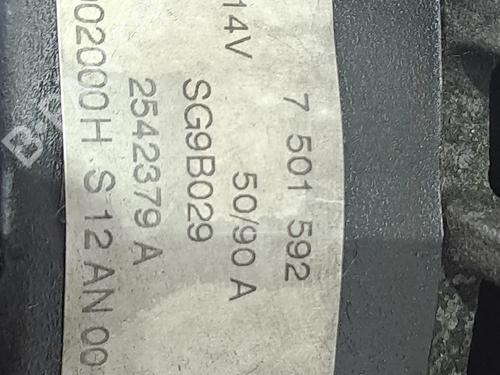 7 501 592
14V 50/90 A
SG9B029
2542379 A
02000H S 12 AN 00